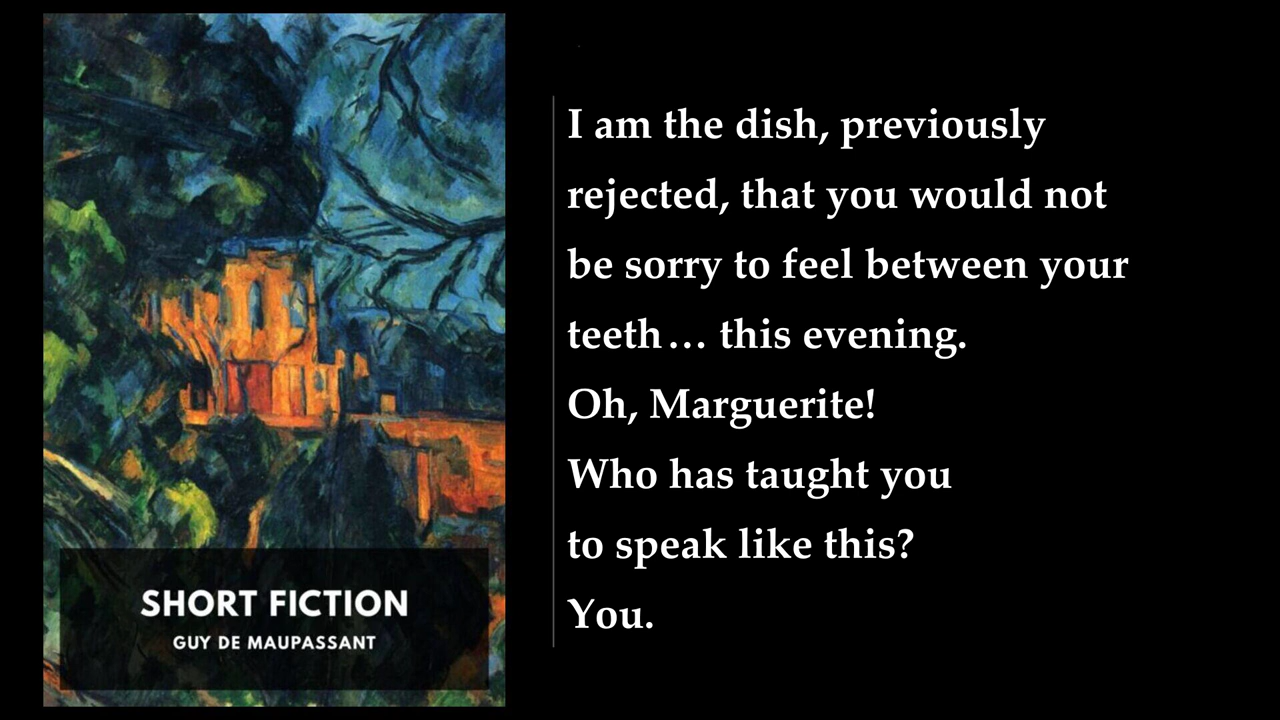 I am the dish, previously
rejected, that you would not
be sorry to feel between your
teeth… this evening.
Oh, Marguerite!
Who has taught you
to speak like this?
You.
SHORT FICTION
GUY DE MAUPASSANT